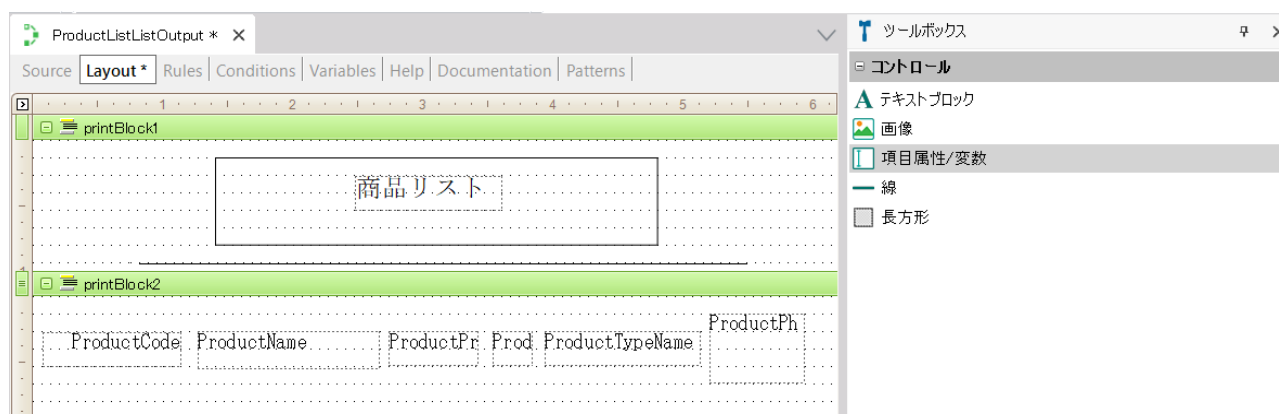 ProductListListOutput * X
Source Layout * Rules Conditions Variables Help Documentation Patterns
1 2 3 4 5 6
printBlock1
商品リスト
1
printBlock2
ProductCode ProductName ProductPr Prod ProductTypeName ProductPh
ツールボックス
コントロール
テキストブロック
画像
項目属性/変数
線
長方形